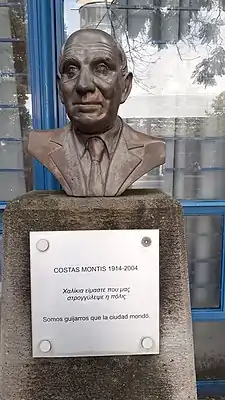 COSTAS MONTIS 1914-2004
Χαλίκια είμαστε που μας
στρογγύλεψε η πόλις
Somos guijarros que la ciudad mondó.